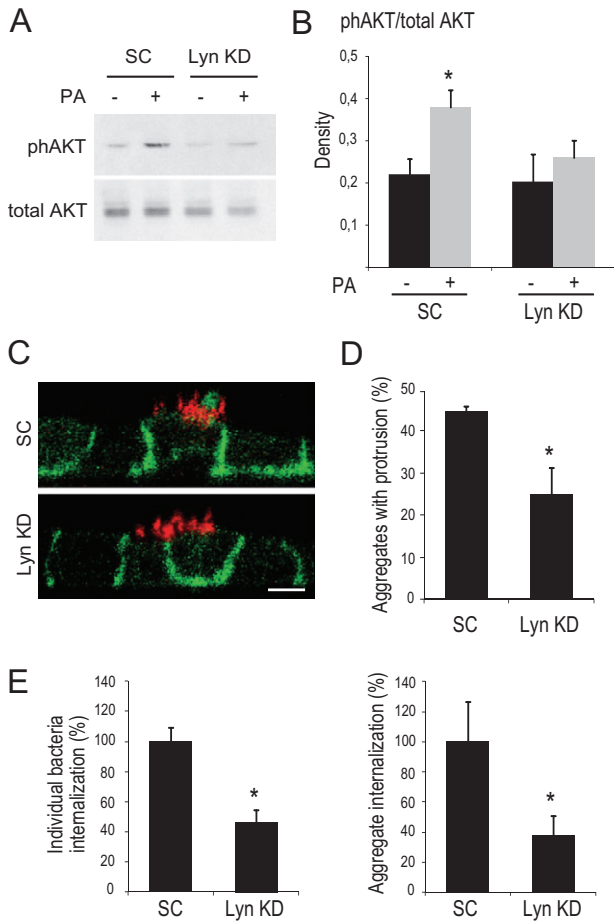 A
SC Lyn KD
PA - + - +
phAKT
total AKT
B
phAKT/total AKT
Density
0,5
0,4
0,3
0,2
0,1
*
PA - + - +
SC Lyn KD
C
SC
Lyn KD
D
Aggregates with protrusion (%)
50
40
30
20
10
0
*
SC Lyn KD
E
Individual bacteria
internalization (%)
140
120
100
80
60
40
20
0
*
SC Lyn KD
Aggregate internalization (%)
140
120
100
80
60
40
20
0
*
SC Lyn KD